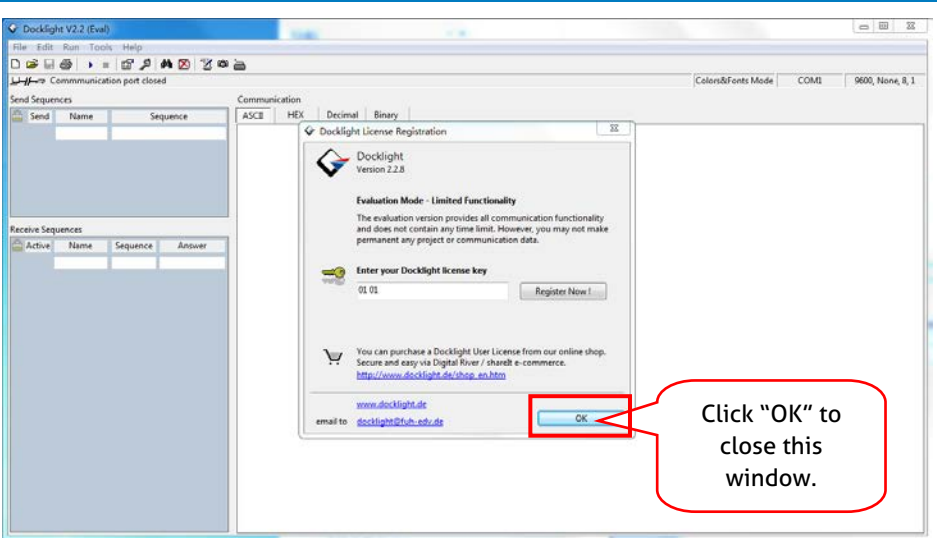 Docklight V2.2 (Eval)
File Edit Run Tools Help
Commmunication port closed
Colors&Fonts Mode COM1 9600, None, 8, 1
Send Sequences
Send Name Sequence
Communication
ASCII HEX Decimal Binary
Docklight License Registration
Docklight
Version 2.2.8
Evaluation Mode - Limited Functionality
The evaluation version provides all communication functionality
and does not contain any time limit. However, you may not make
permanent any project or communication data.
Receive Sequences
Active Name Sequence Answer
Enter your Docklight license key
01 01
Register Now !
You can purchase a Docklight User License from our online shop.
Secure and easy via Digital River / shareIt e-commerce.
http://www.docklight.de/shop_en.htm
www.docklight.de
email to docklight@fuh-edv.de
OK
Click “OK” to
close this
window.